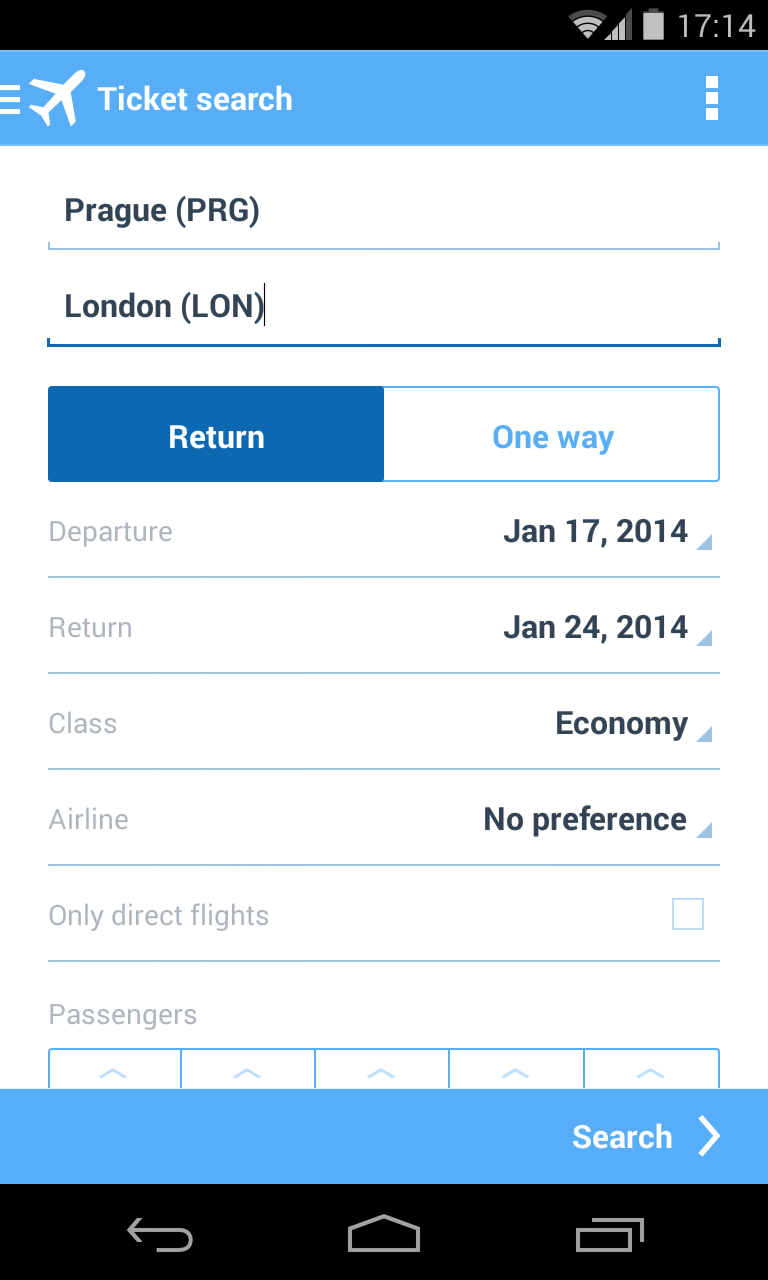 17:14
Ticket search
Prague (PRG)
London (LON)
Return One way
Departure Jan 17, 2014
Return Jan 24, 2014
Class Economy
Airline No preference
Only direct flights
Passengers
Search